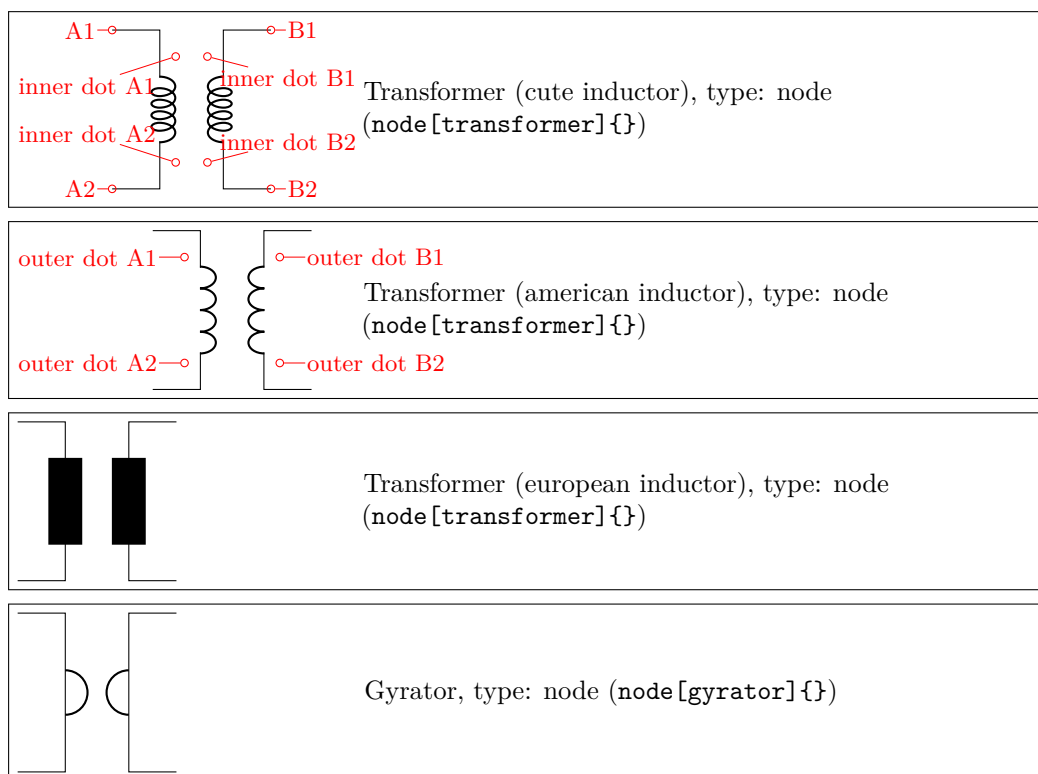 A1
B1
inner dot A1
inner dot B1
Transformer (cute inductor), type: node
(node[transformer]{})
inner dot A2
inner dot B2
A2
B2
outer dot A1
outer dot B1
Transformer (american inductor), type: node
(node[transformer]{})
outer dot A2
outer dot B2
Transformer (european inductor), type: node
(node[transformer]{})
Gyrator, type: node (node[gyrator]{})